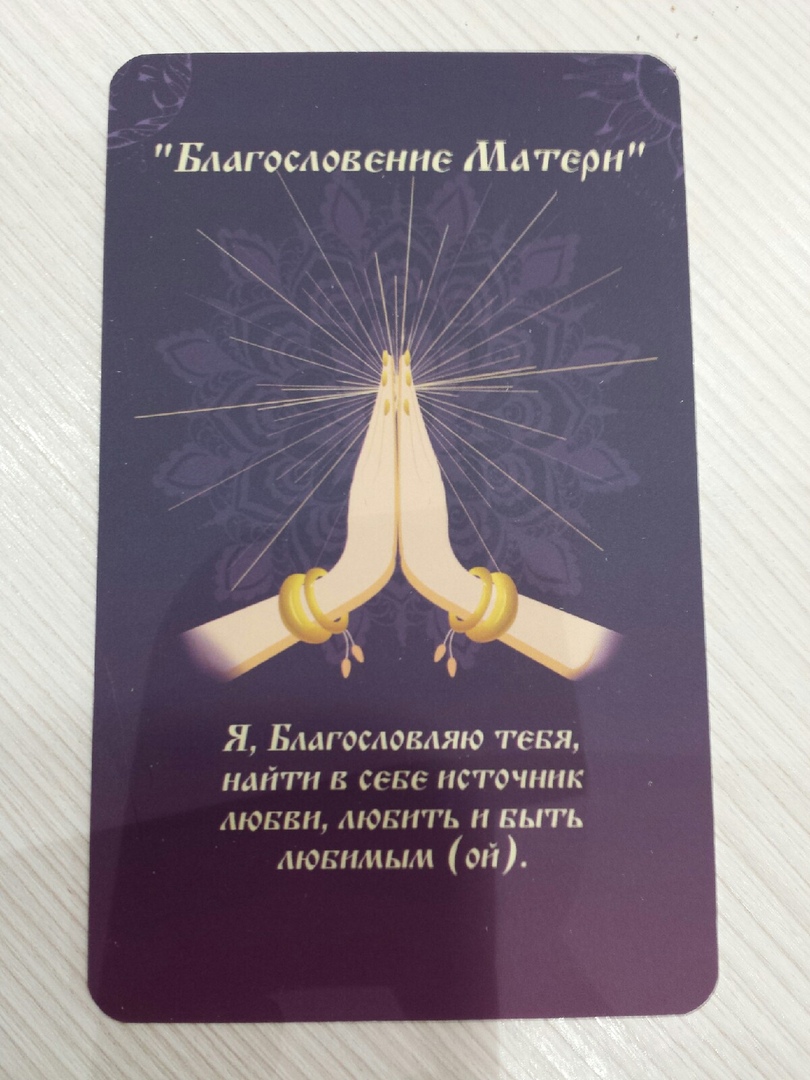 "Благословение Матери"
Я, Благословляю тебя,
найти в себе источник
любви, любить и быть
любимым (ой).